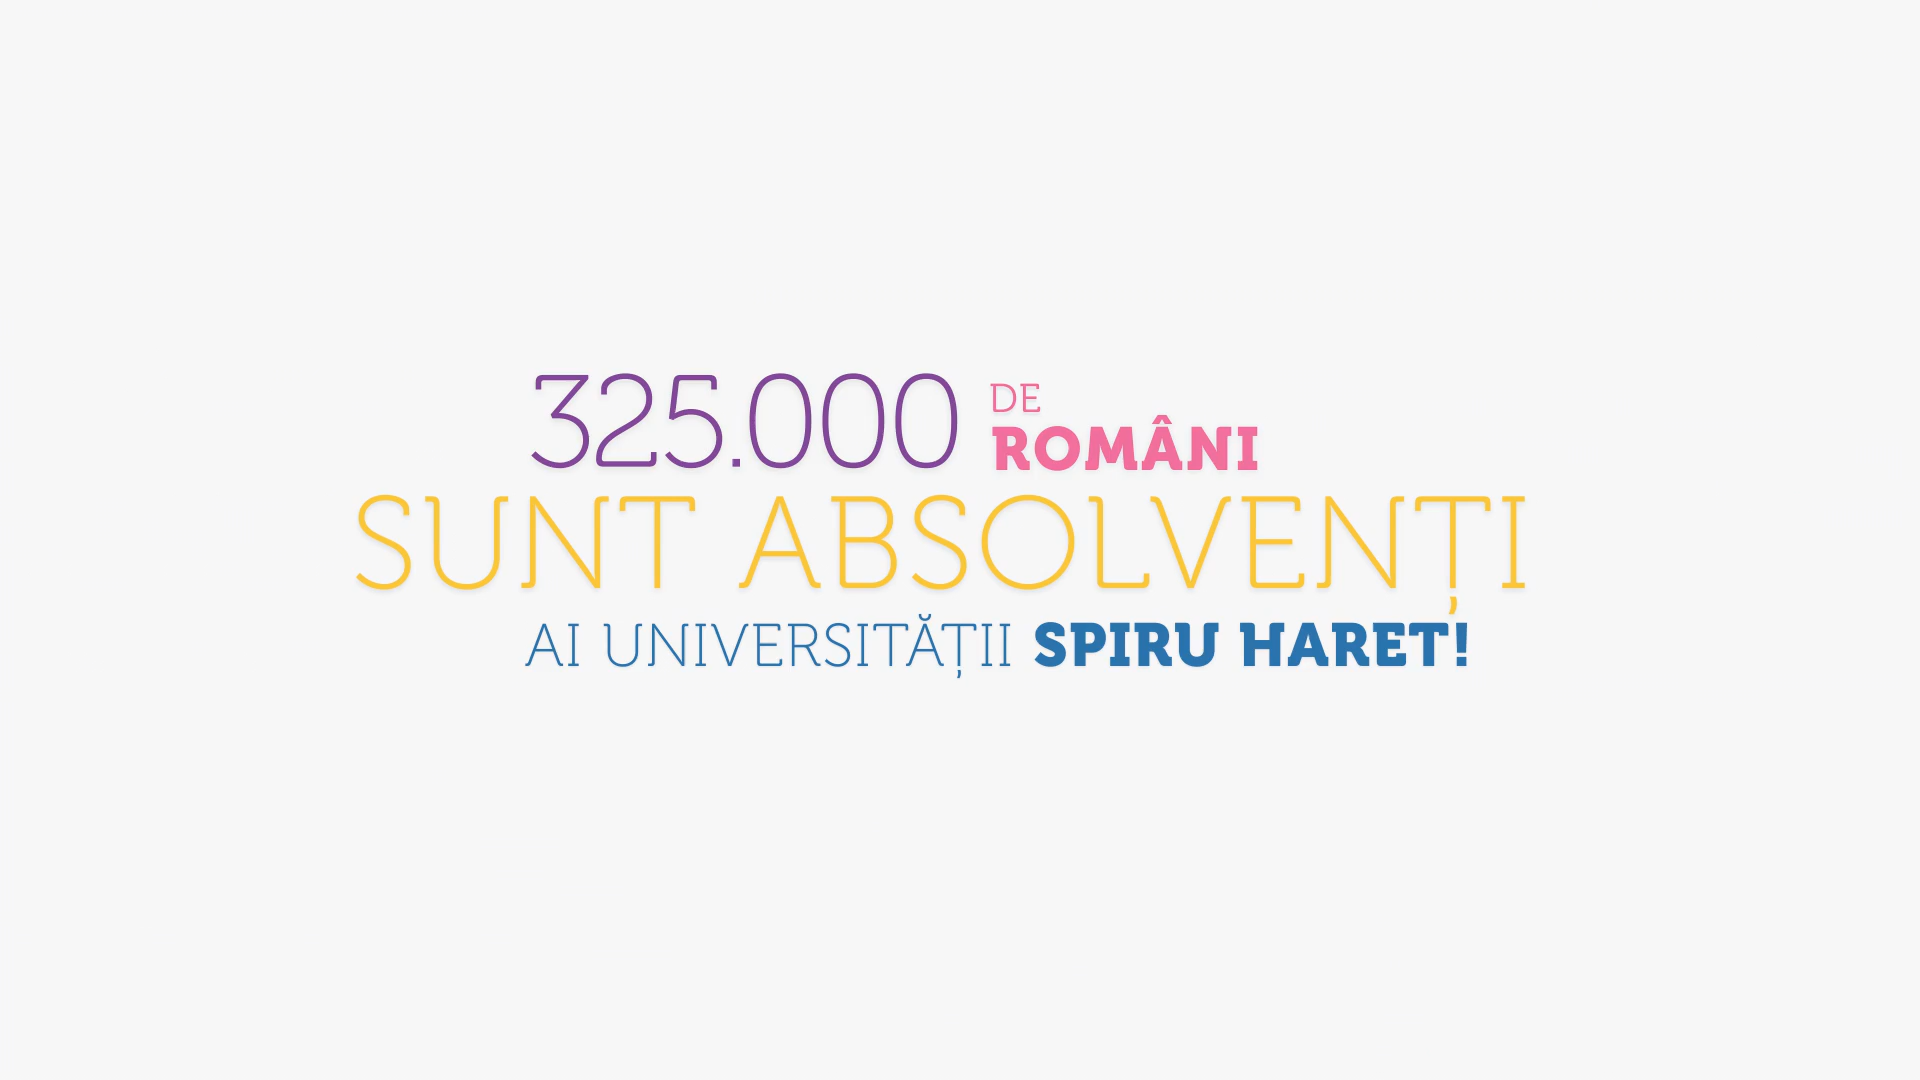 325.000 DE ROMÂNI
SUNT ABSOLVENȚI
AI UNIVERSITĂȚII SPIRU HARET!